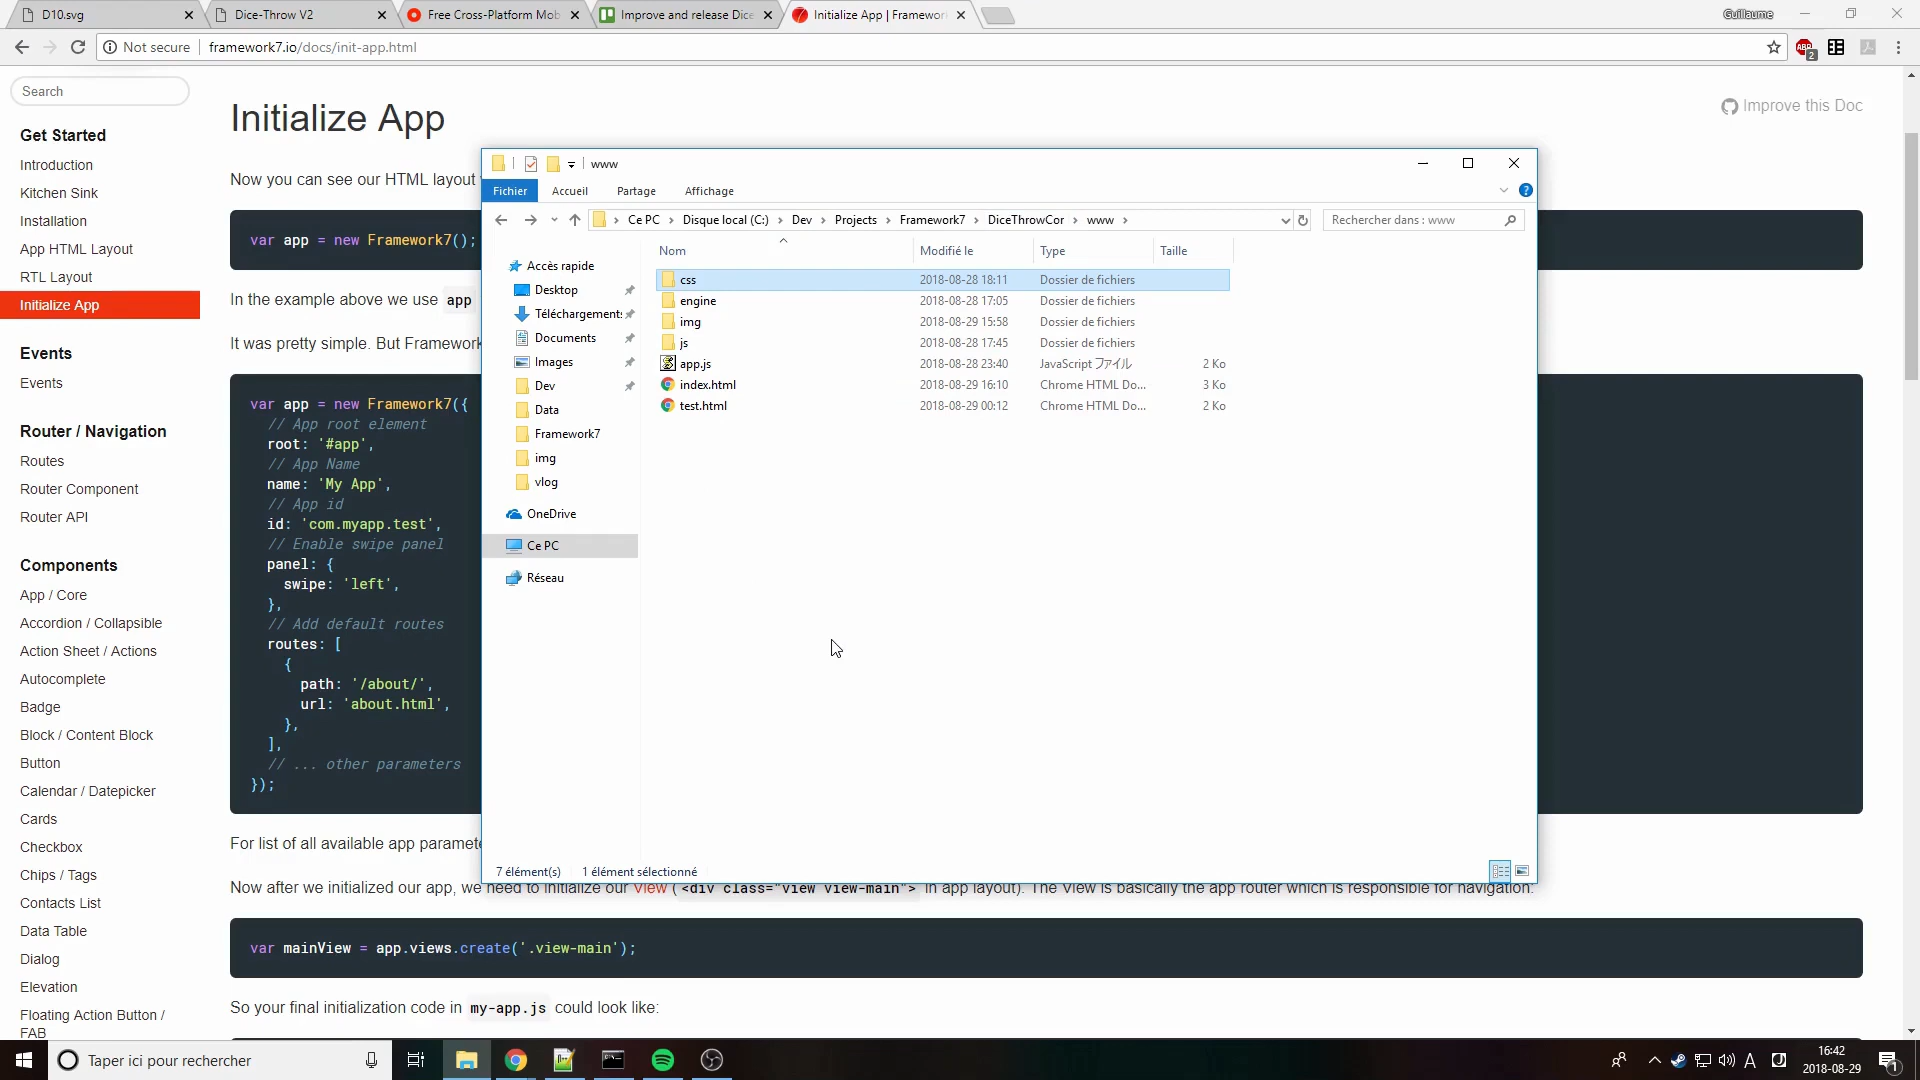 D10.svg
Dice-Throw V2
Free Cross-Platform Mob
Improve and release Dice
Initialize App | Framework
Guillaume
Not secure
framework7.io/docs/init-app.html
ABP
2
Search
Get Started
Introduction
Kitchen Sink
Installation
App HTML Layout
RTL Layout
Initialize App
Events
Events
Router / Navigation
Routes
Router Component
Router API
Components
App / Core
Accordion / Collapsible
Action Sheet / Actions
Autocomplete
Badge
Block / Content Block
Button
Calendar / Datepicker
Cards
Checkbox
Chips / Tags
Contacts List
Data Table
Dialog
Elevation
Floating Action Button /
FAB
Initialize App
Improve this Doc
Now you can see our HTML layout
var app = new Framework7();
In the example above we use app
It was pretty simple. But Framework
var app = new Framework7({
// App root element
root: '#app',
// App Name
name: 'My App',
// App id
id: 'com.myapp.test',
// Enable swipe panel
panel: {
swipe: 'left',
},
// Add default routes
routes: [
{
path: '/about/',
url: 'about.html',
},
],
// ... other parameters
});
For list of all available app paramete
Now after we initialized our app, we need to initialize our View ( <div class="view view-main"> in app layout). The View is basically the app router which is responsible for navigation:
var mainView = app.views.create('.view-main');
So your final initialization code in my-app.js could look like:
www
Fichier
Accueil
Partage
Affichage
Ce PC
Disque local (C:)
Dev
Projects
Framework7
DiceThrowCor
www
Rechercher dans : www
Accès rapide
Desktop
Téléchargements
Documents
Images
Dev
Data
Framework7
img
vlog
OneDrive
Ce PC
Réseau
Nom Modifié le Type Taille
css 2018-08-28 18:11 Dossier de fichiers
engine 2018-08-28 17:05 Dossier de fichiers
img 2018-08-29 15:58 Dossier de fichiers
js 2018-08-28 17:45 Dossier de fichiers
app.js 2018-08-28 23:40 JavaScript ファイル 2 Ko
index.html 2018-08-29 16:10 Chrome HTML Do... 3 Ko
test.html 2018-08-29 00:12 Chrome HTML Do... 2 Ko
7 élément(s)
1 élément sélectionné
Taper ici pour rechercher
A
16:42
2018-08-29
1